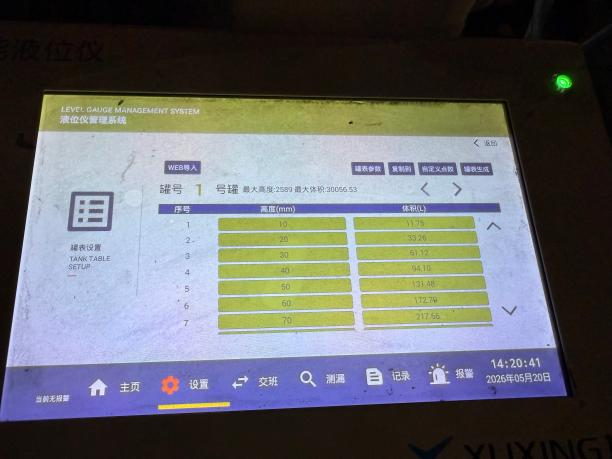 能液位仪
LEVEL GAUGE MANAGEMENT SYSTEM
液位仪管理系统
返回
WEB导入
罐表参数 复制到 自定义点数 罐表生成
罐号 1 号罐 最大高度:2589 最大体积:30056.53
序号 高度(mm) 体积(L)
1 10 11.75
2 20 33.26
3 30 61.12
4 40 94.10
5 50 131.48
6 60 172.79
7 70 217.66
罐表设置
TANK TABLE
SETUP
当前无报警
主页 设置 交班 测漏 记录 报警
14:20:41
2026年05月20日
YUXING